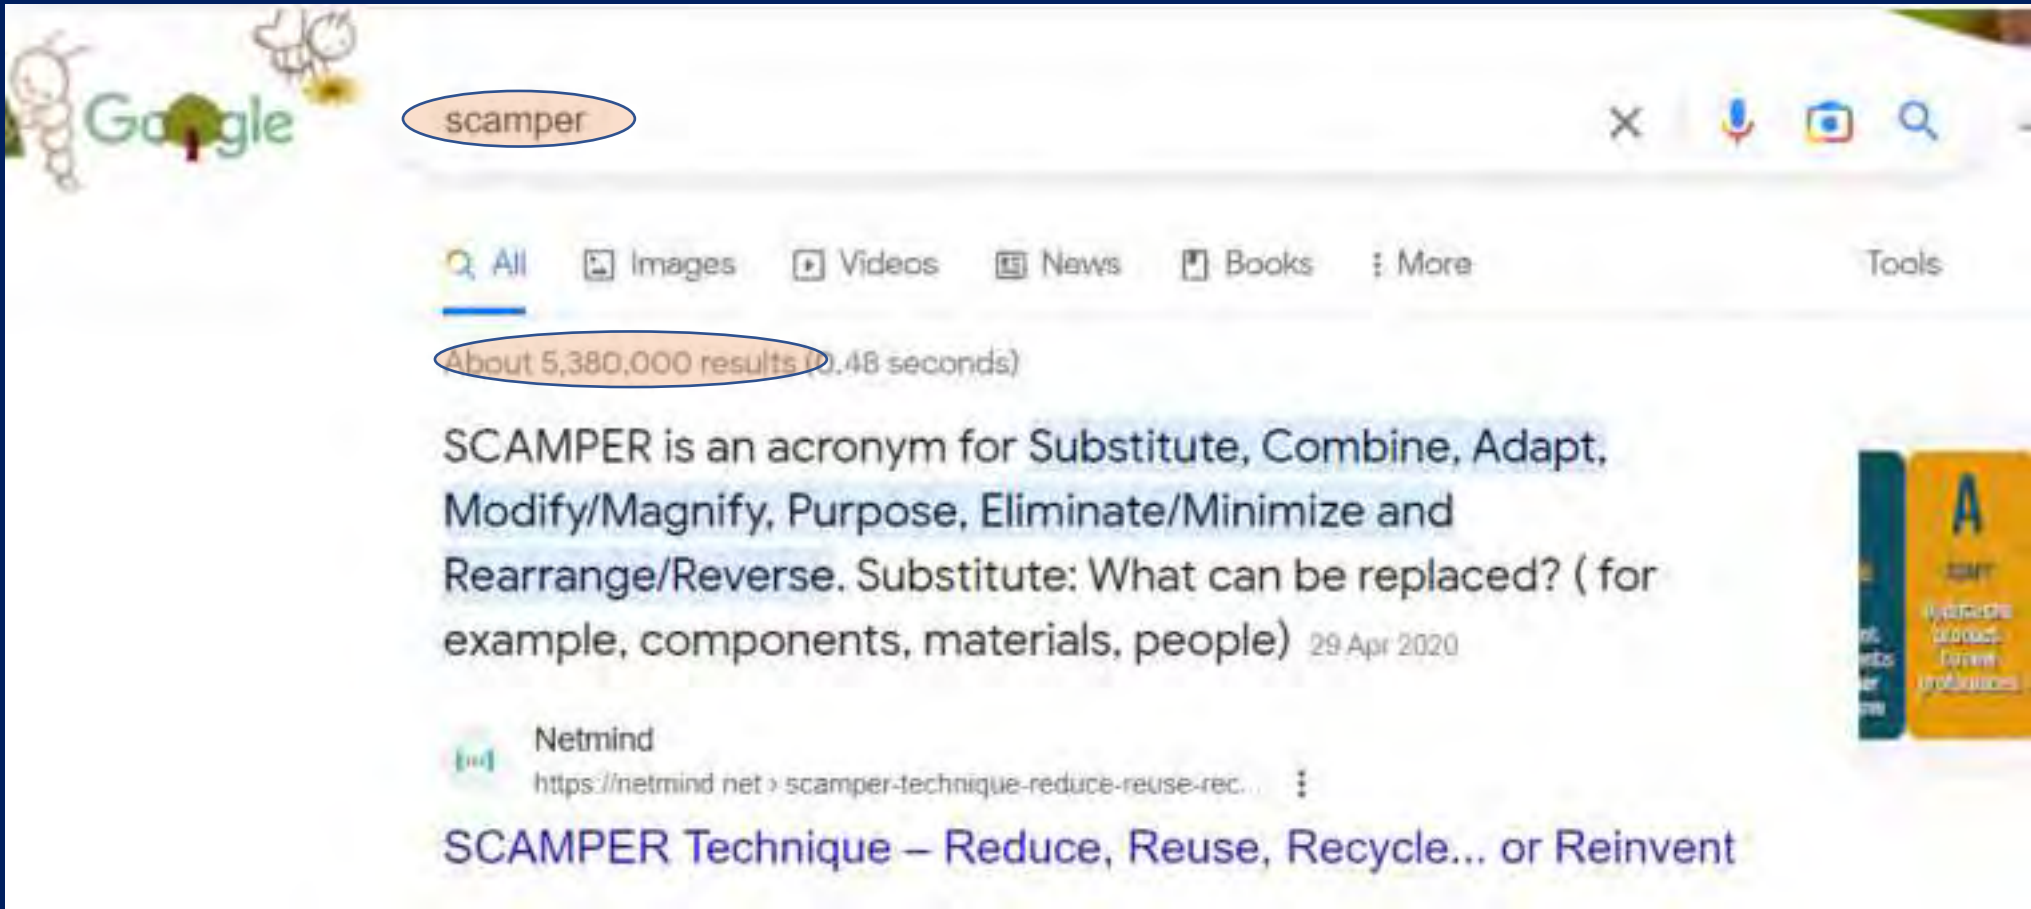 Google
scamper
All Images Videos News Books More Tools
About 5,380,000 results (0.48 seconds)
SCAMPER is an acronym for Substitute, Combine, Adapt,
Modify/Magnify, Purpose, Eliminate/Minimize and
Rearrange/Reverse. Substitute: What can be replaced? ( for
example, components, materials, people) 29 Apr 2020
A
Netmind
https://netmind.net › scamper-technique-reduce-reuse-rec...
SCAMPER Technique – Reduce, Reuse, Recycle... or Reinvent